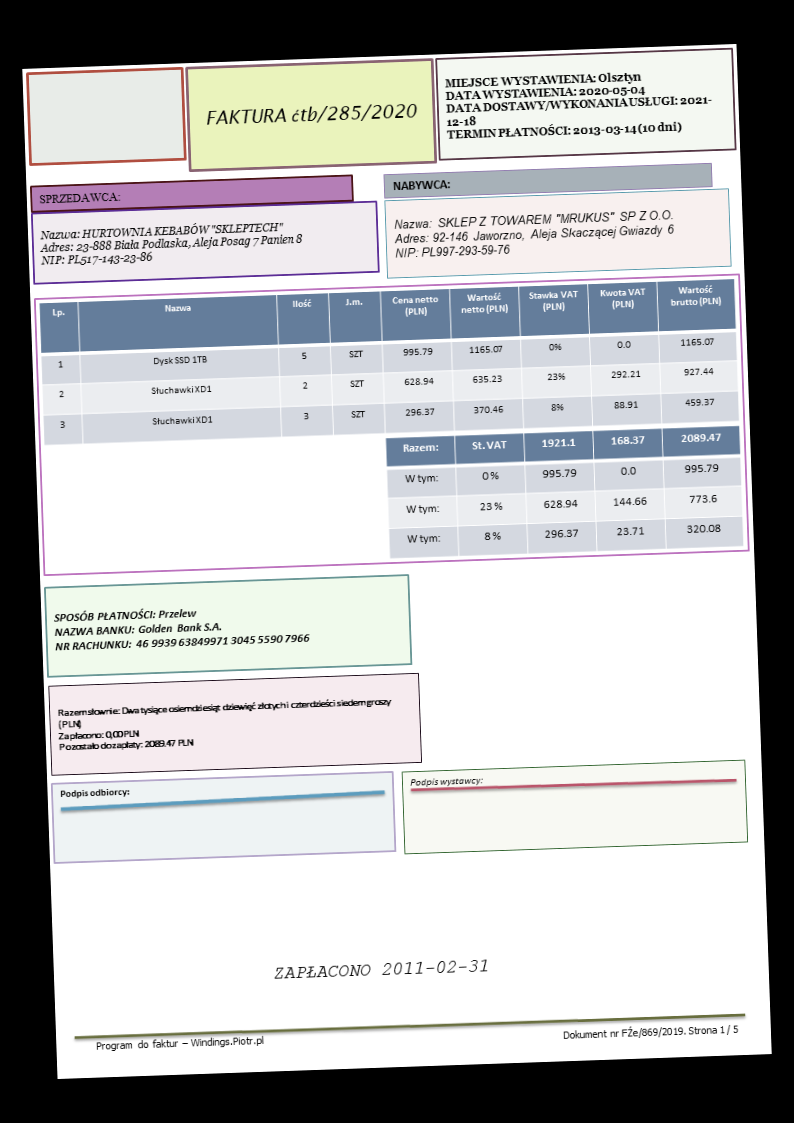 FAKTURA ćtb/285/2020
MIEJSCE WYSTAWIENIA: Olsztyn
DATA WYSTAWIENIA: 2020-05-04
DATA DOSTAWY/WYKONANIA USŁUGI: 2021-
12-18
TERMIN PŁATNOŚCI: 2013-03-14 (10 dni)
SPRZEDAWCA:
Nazwa: HURTOWNIA KEBABÓW "SKLEPTECH"
Adres: 23-888 Biała Podlaska, Aleja Posag 7 Panien 8
NIP: PL517-143-23-86
NABYWCA:
Nazwa: SKLEP Z TOWAREM "MRUKUS" SP Z O.O.
Adres: 92-146 Jaworzno, Aleja Skaczącej Gwiazdy 6
NIP: PL997-293-59-76
Lp. Nazwa Ilość J.m. Cena netto (PLN) Wartość netto (PLN) Stawka VAT (PLN) Kwota VAT (PLN) Wartość brutto (PLN)
1 Dysk SSD 1TB 5 SZT 995.79 1165.07 0% 0.0 1165.07
2 Słuchawki XD1 2 SZT 628.94 635.23 23% 292.21 927.44
3 Słuchawki XD1 3 SZT 296.37 370.46 8% 88.91 459.37
Razem: St. VAT 1921.1 168.37 2089.47
W tym: 0 % 995.79 0.0 995.79
W tym: 23 % 628.94 144.66 773.6
W tym: 8 % 296.37 23.71 320.08
SPOSÓB PŁATNOŚCI: Przelew
NAZWA BANKU: Golden Bank S.A.
NR RACHUNKU: 46 9939 63849971 3045 5590 7966
Razem słownie: Dwa tysiące osiemdziesiąt dziewięć złotych i czterdzieści siedem groszy
(PLN)
Zapłacono: 0,00 PLN
Pozostało do zapłaty: 2089.47 PLN
Podpis odbiorcy:
Podpis wystawcy:
ZAPŁACONO 2011-02-31
Program do faktur – Windings.Piotr.pl
Dokument nr FŹe/869/2019. Strona 1 / 5